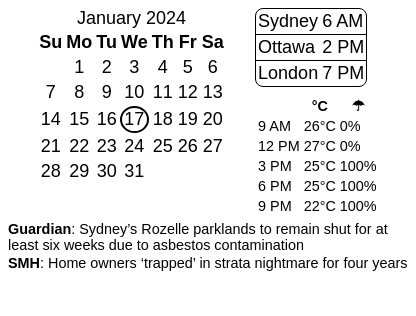 January 2024
Su Mo Tu We Th Fr Sa
1 2 3 4 5 6
7 8 9 10 11 12 13
14 15 16 17 18 19 20
21 22 23 24 25 26 27
28 29 30 31
Sydney 6 AM
Ottawa 2 PM
London 7 PM
°C ☂
9 AM 26°C 0%
12 PM 27°C 0%
3 PM 25°C 100%
6 PM 25°C 100%
9 PM 22°C 100%
Guardian: Sydney’s Rozelle parklands to remain shut for at
least six weeks due to asbestos contamination
SMH: Home owners ‘trapped’ in strata nightmare for four years